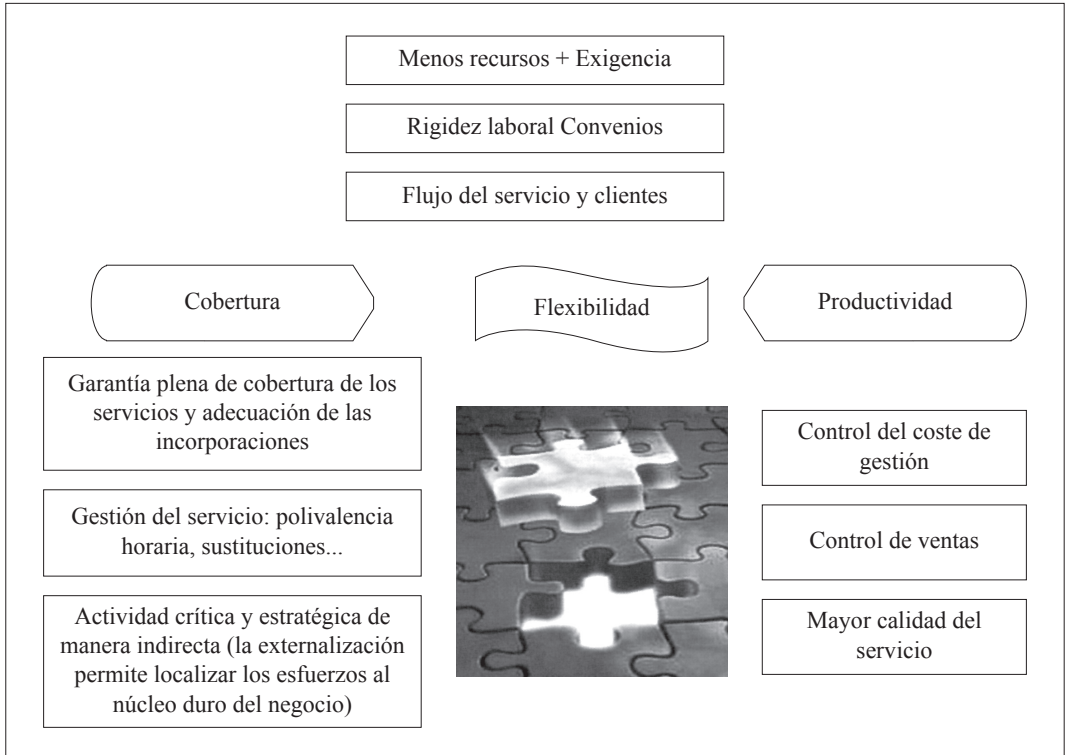 Menos recursos + Exigencia
Rigidez laboral Convenios
Flujo del servicio y clientes
Cobertura
Flexibilidad
Productividad
Garantía plena de cobertura de los
servicios y adecuación de las
incorporaciones
Gestión del servicio: polivalencia
horaria, sustituciones...
Actividad crítica y estratégica de
manera indirecta (la externalización
permite localizar los esfuerzos al
núcleo duro del negocio)
Control del coste de
gestión
Control de ventas
Mayor calidad del
servicio